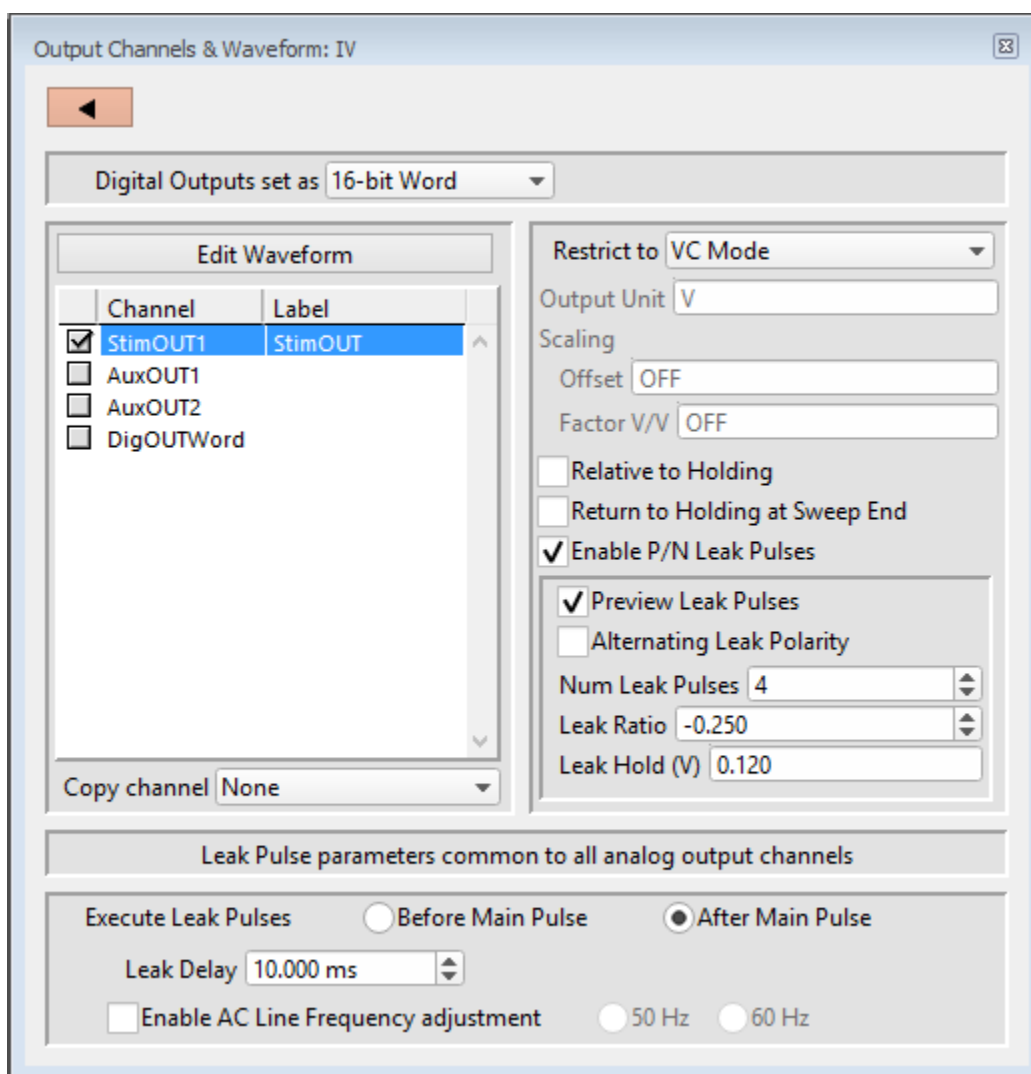 Output Channels & Waveform: IV
Digital Outputs set as 16-bit Word
Edit Waveform
Channel Label
StimOUT1 StimOUT
AuxOUT1
AuxOUT2
DigOUTWord
Copy channel None
Restrict to VC Mode
Output Unit V
Scaling
Offset OFF
Factor V/V OFF
Relative to Holding
Return to Holding at Sweep End
Enable P/N Leak Pulses
Preview Leak Pulses
Alternating Leak Polarity
Num Leak Pulses 4
Leak Ratio -0.250
Leak Hold (V) 0.120
Leak Pulse parameters common to all analog output channels
Execute Leak Pulses Before Main Pulse After Main Pulse
Leak Delay 10.000 ms
Enable AC Line Frequency adjustment 50 Hz 60 Hz